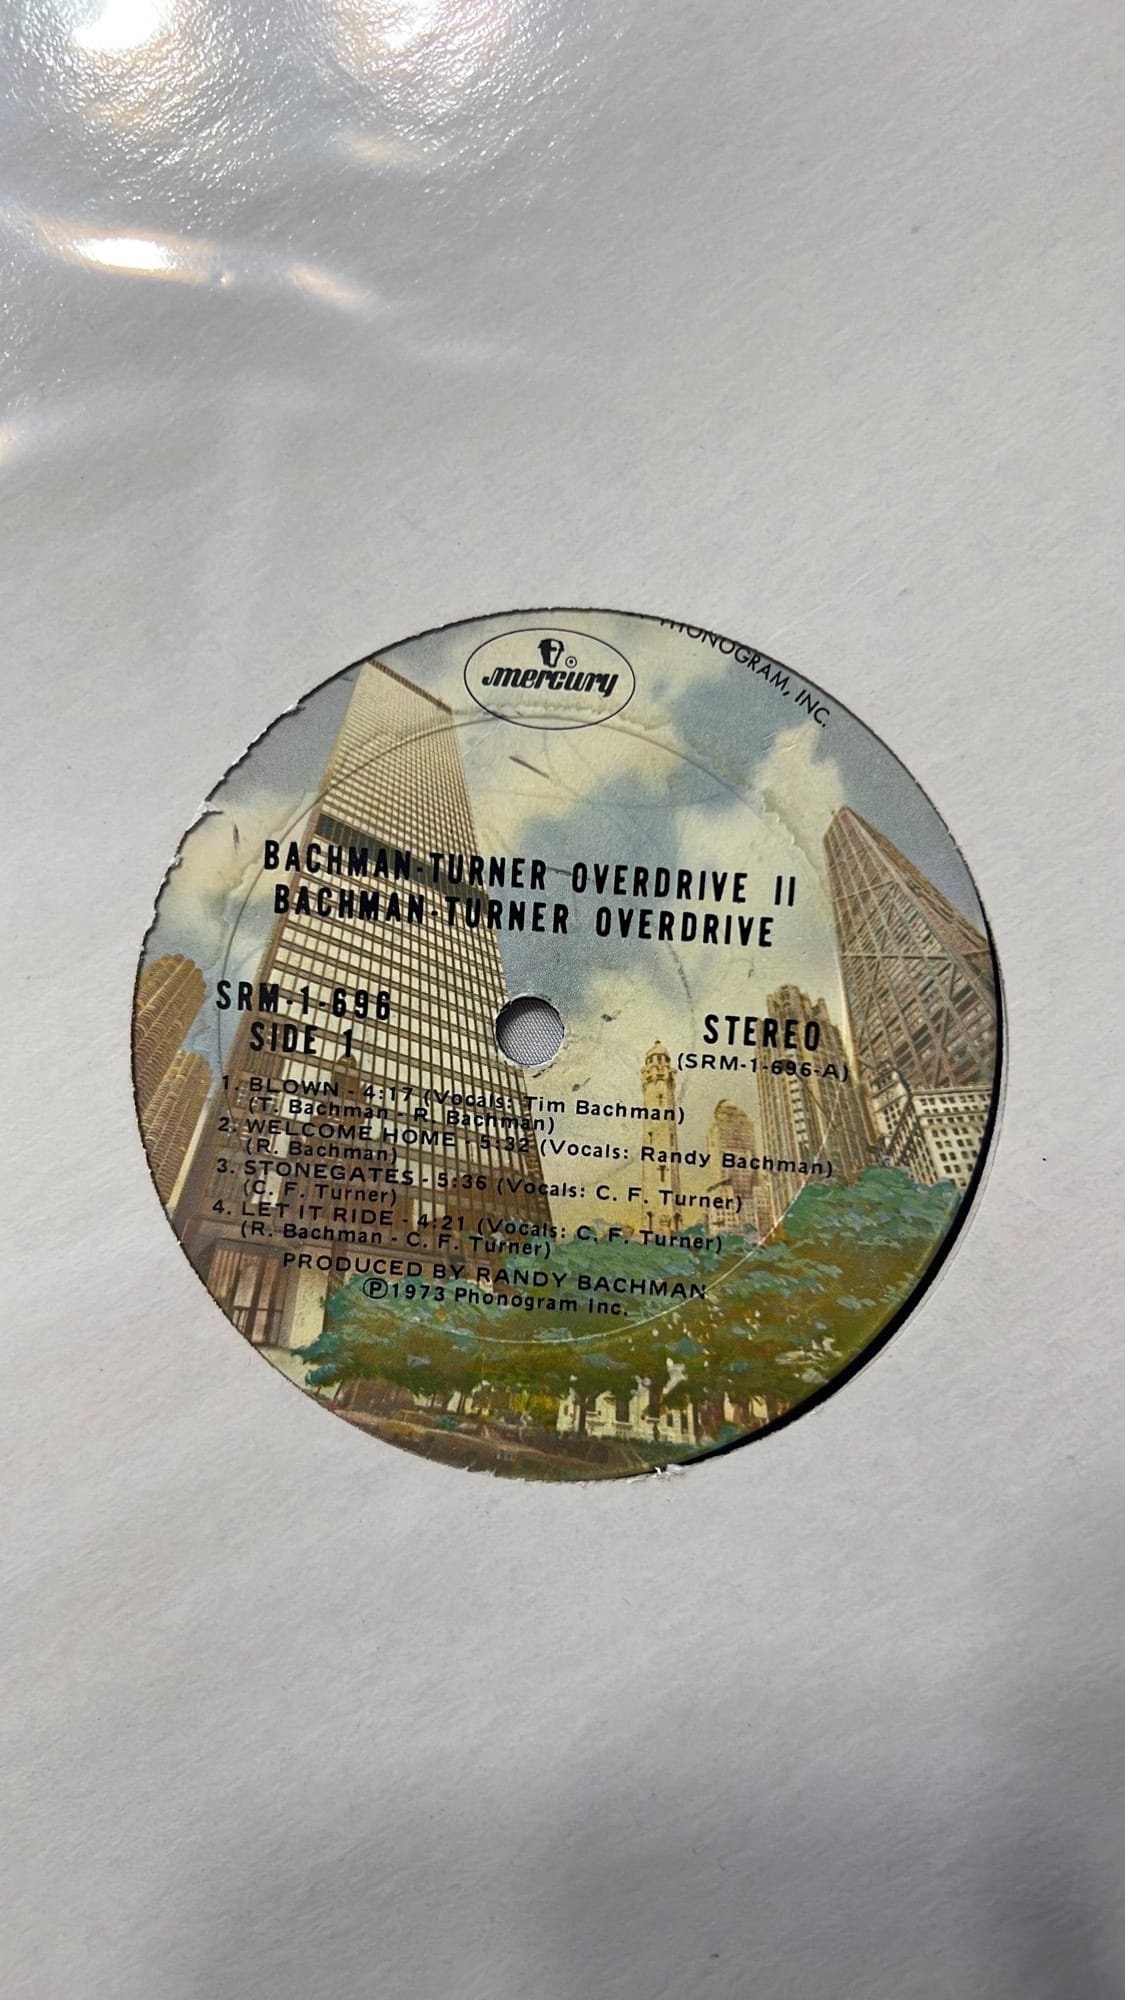 PHONOGRAM, INC.
mercury ®
BACHMAN-TURNER OVERDRIVE II
BACHMAN-TURNER OVERDRIVE
SRM-1-696
SIDE 1
STEREO
(SRM-1-696-A)
1. BLOWN - 4:17 (Vocals: Tim Bachman)
(T. Bachman - R. Bachman)
2. WELCOME HOME - 5:32 (Vocals: Randy Bachman)
(R. Bachman)
3. STONEGATES - 5:36 (Vocals: C. F. Turner)
(C. F. Turner)
4. LET IT RIDE - 4:21 (Vocals: C. F. Turner)
(R. Bachman - C. F. Turner)
PRODUCED BY RANDY BACHMAN
℗1973 Phonogram Inc.